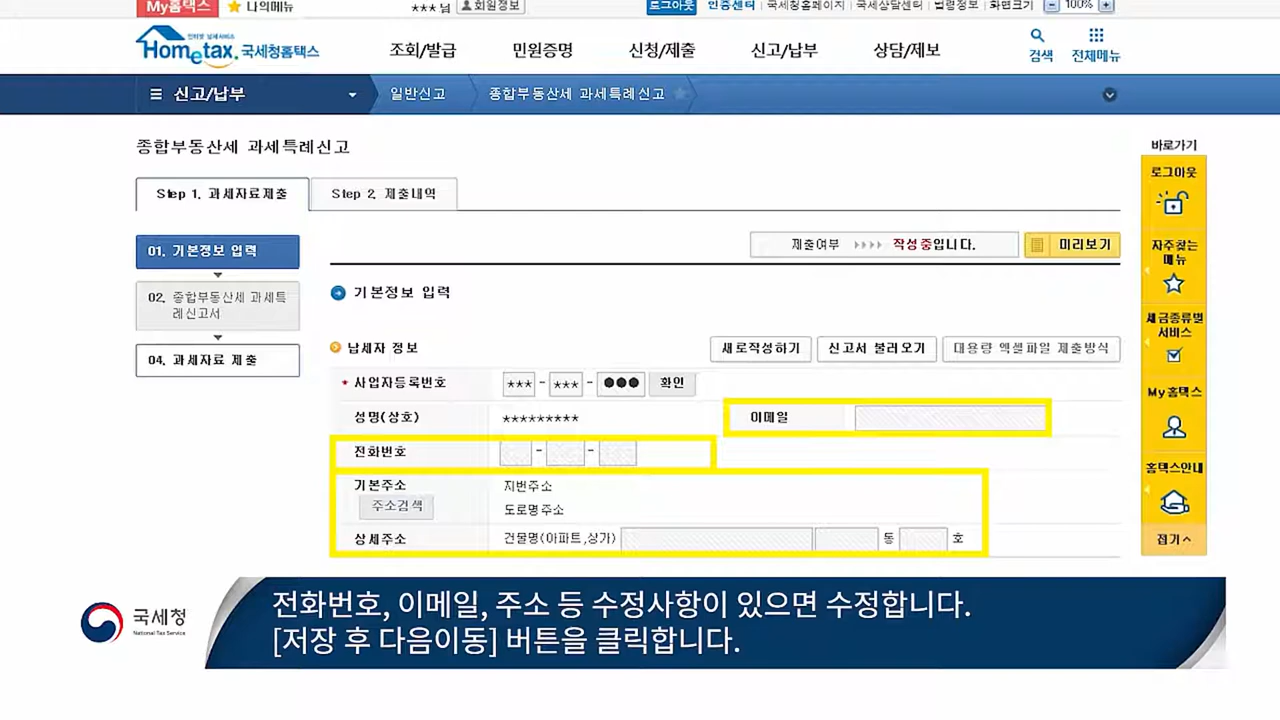 My홈택스 나의메뉴 ***님 회원정보 로그아웃 인증센터 국세청홈페이지 국세상담센터 법령정보 화면크기 100%
인터넷 납세서비스
Hometax. 국세청홈택스 조회/발급 민원증명 신청/제출 신고/납부 상담/제보 검색 전체메뉴
신고/납부 일반신고 종합부동산세 과세특례신고
종합부동산세 과세특례신고
Step 1. 과세자료제출 Step 2. 제출내역
01. 기본정보 입력
02. 종합부동산세 과세특
례신고서
04. 과세자료 제출
제출여부 작성중입니다. 미리보기
기본정보 입력
납세자 정보 새로작성하기 신고서 불러오기 대용량 엑셀파일 제출방식
* 사업자등록번호 *** - *** - ●●● 확인
성명(상호) ********* 이메일
전화번호 - -
기본주소 지번주소
주소검색 도로명주소
상세주소 건물명(아파트,상가) 동 호
바로가기
로그아웃
자주찾는
메뉴
세금종류별
서비스
My홈택스
홈택스안내
접기
국세청
National Tax Service
전화번호, 이메일, 주소 등 수정사항이 있으면 수정합니다.
[저장 후 다음이동] 버튼을 클릭합니다.